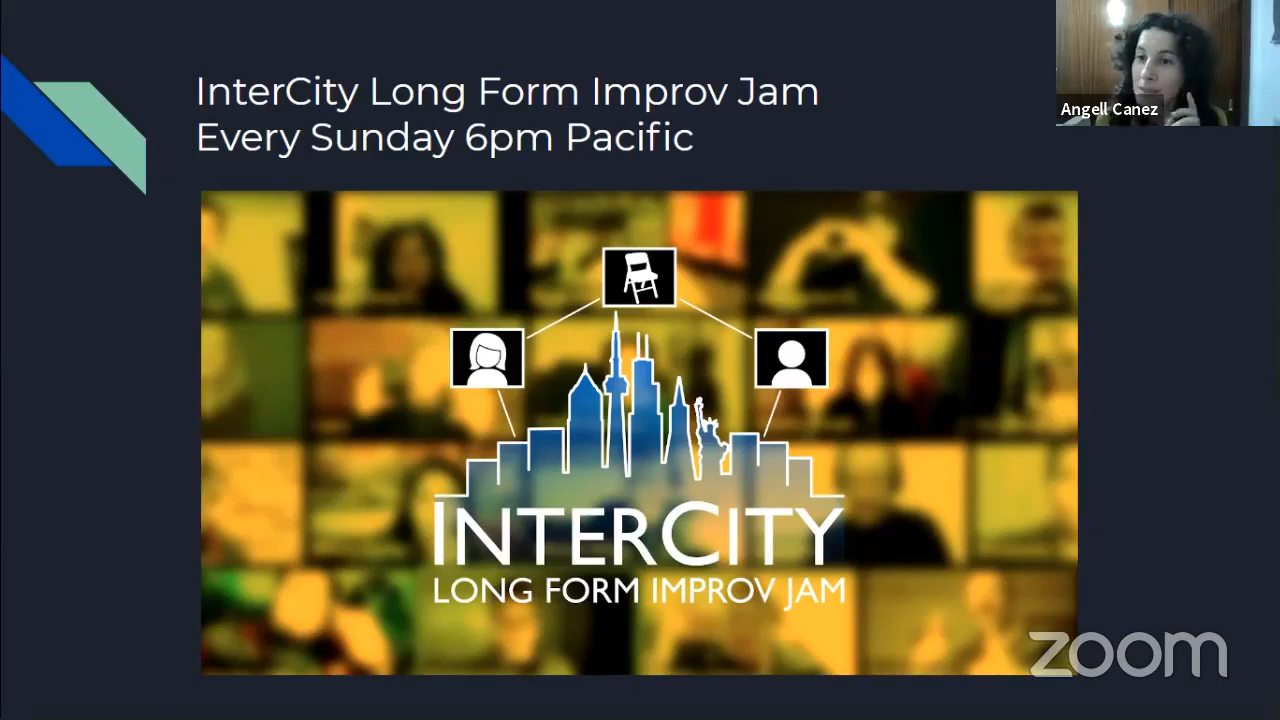 InterCity Long Form Improv Jam
Every Sunday 6pm Pacific
Angell Canez
INTERCITY
LONG FORM IMPROV JAM
zoom